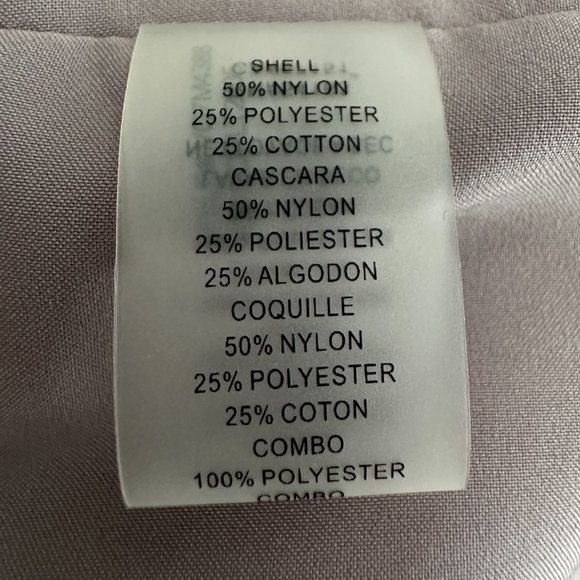 SHELL
50% NYLON
25% POLYESTER
25% COTTON
CASCARA
50% NYLON
25% POLIESTER
25% ALGODON
COQUILLE
50% NYLON
25% POLYESTER
25% COTON
COMBO
100% POLYESTER
COMBO